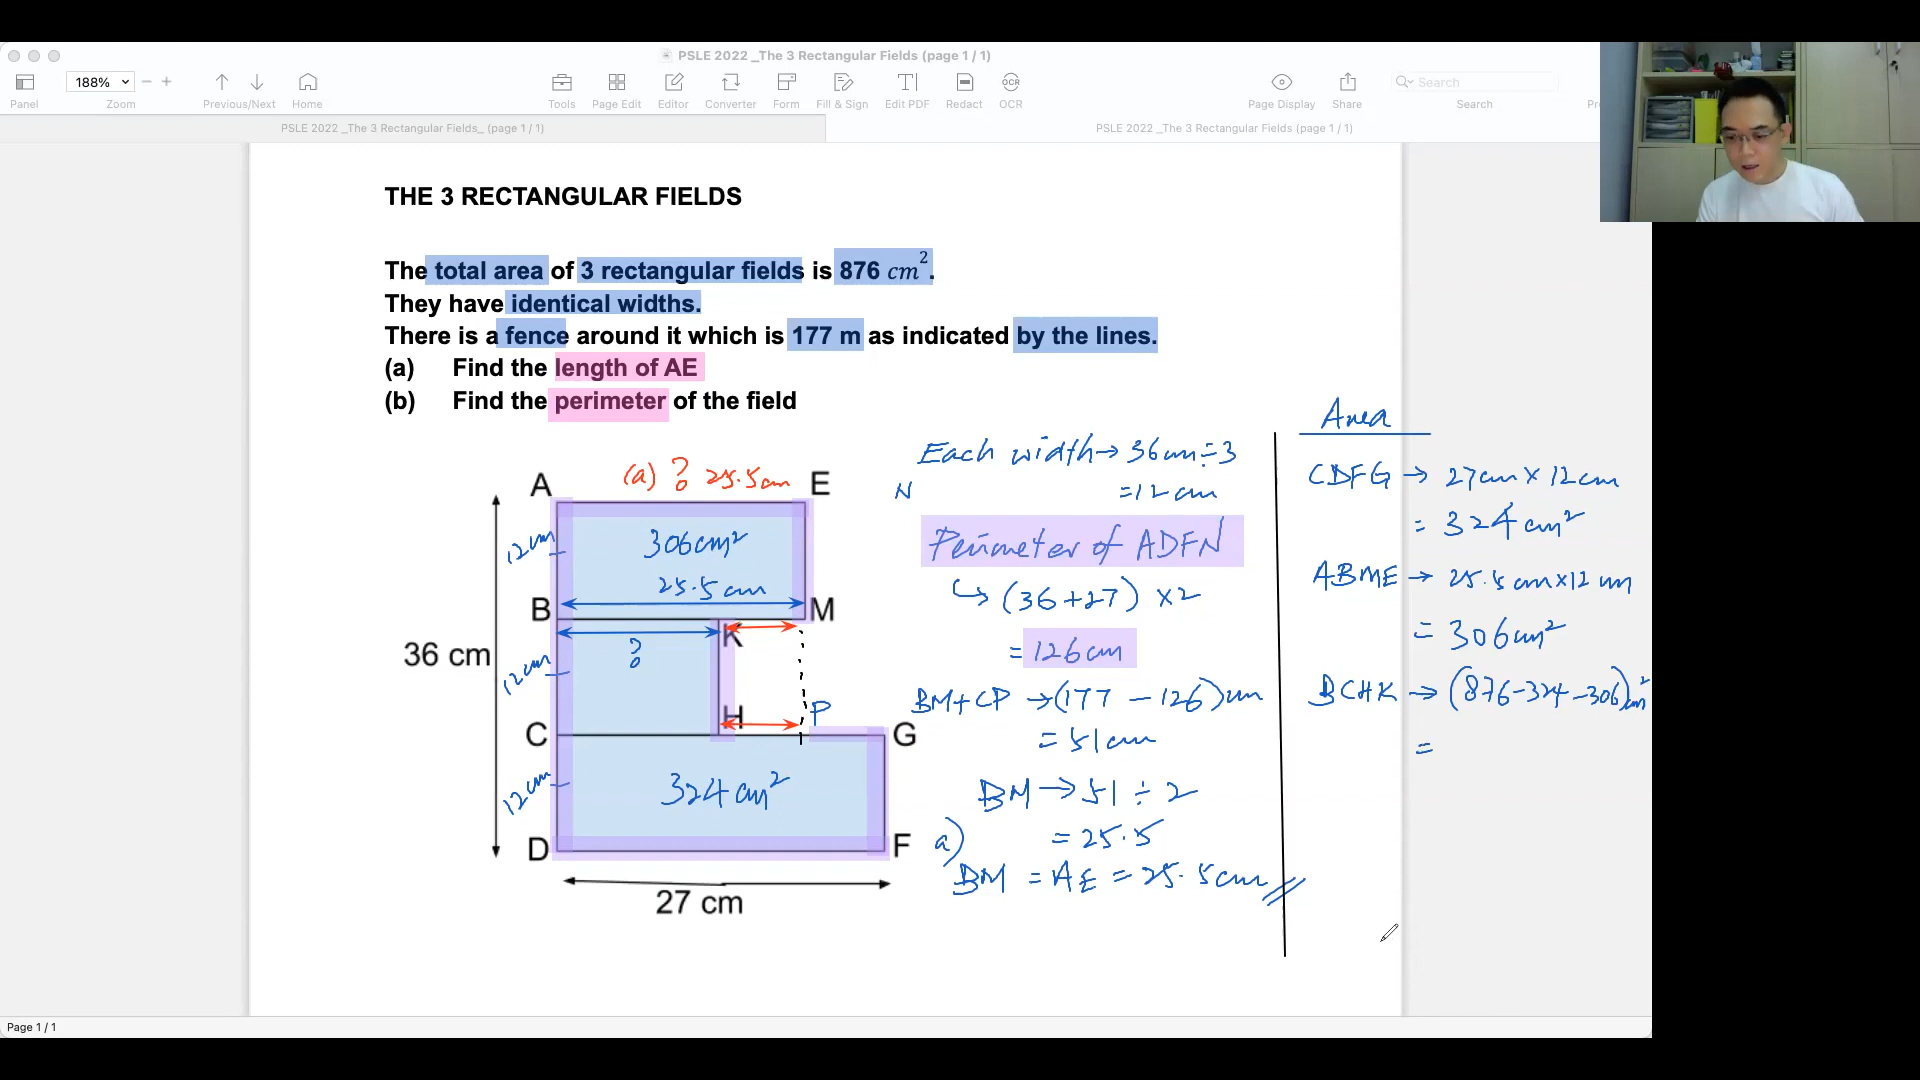 PSLE 2022 _The 3 Rectangular Fields (page 1 / 1)
188%
Search
Panel
Zoom
Previous/Next
Home
Tools
Page Edit
Editor
Converter
Form
Fill & Sign
Edit PDF
Redact
OCR
OCR
Page Display
Share
Search
PSLE 2022 _The 3 Rectangular Fields_ (page 1 / 1)
PSLE 2022 _The 3 Rectangular Fields (page 1 / 1)
THE 3 RECTANGULAR FIELDS
The total area of 3 rectangular fields is 876 cm².
They have identical widths.
There is a fence around it which is 177 m as indicated by the lines.
(a) Find the length of AE
(b) Find the perimeter of the field
A
(a) ? 25.5cm
E
12cm
306cm²
25.5cm
B
M
K
36 cm
?
12cm
H
P
C
G
12cm
324cm²
D
F
27 cm
Each width → 36cm ÷ 3
N
= 12cm
Perimeter of ADFN
↳ (36+27) ×2
= 126cm
BM+CP → (177 – 126)cm
= 51cm
BM → 51 ÷ 2
a)
= 25.5
BM = AE = 25.5cm
Area
CDFG → 27cm × 12cm
= 324cm²
ABME → 25.5cm×12cm
= 306cm²
BCHK → (876-324-306)cm²
=
Page 1 / 1